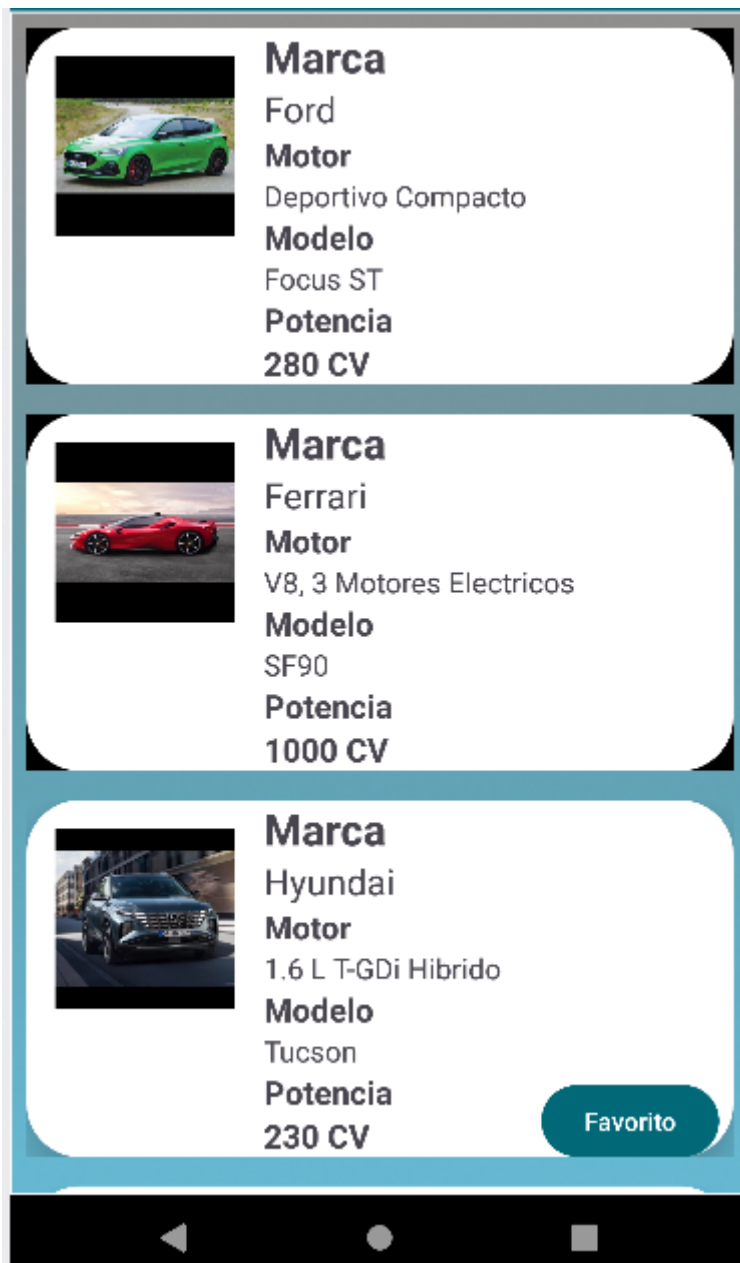 Marca
Ford
Motor
Deportivo Compacto
Modelo
Focus ST
Potencia
280 CV
Marca
Ferrari
Motor
V8, 3 Motores Electricos
Modelo
SF90
Potencia
1000 CV
Marca
Hyundai
Motor
1.6 L T-GDi Hibrido
Modelo
Tucson
Potencia
230 CV
Favorito